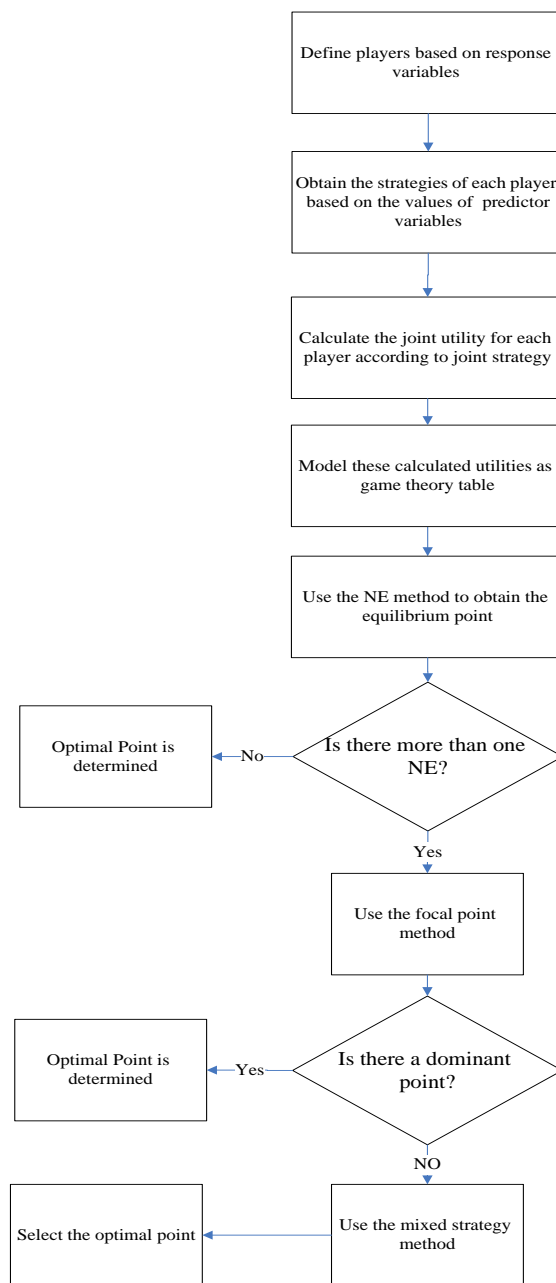 Define players based on response
variables
Obtain the strategies of each player
based on the values of predictor
variables
Calculate the joint utility for each
player according to joint strategy
Model these calculated utilities as
game theory table
Use the NE method to obtain the
equilibrium point
Is there more than one
NE?
No
Optimal Point is
determined
Yes
Use the focal point
method
Is there a dominant
point?
Yes
Optimal Point is
determined
NO
Use the mixed strategy
method
Select the optimal point